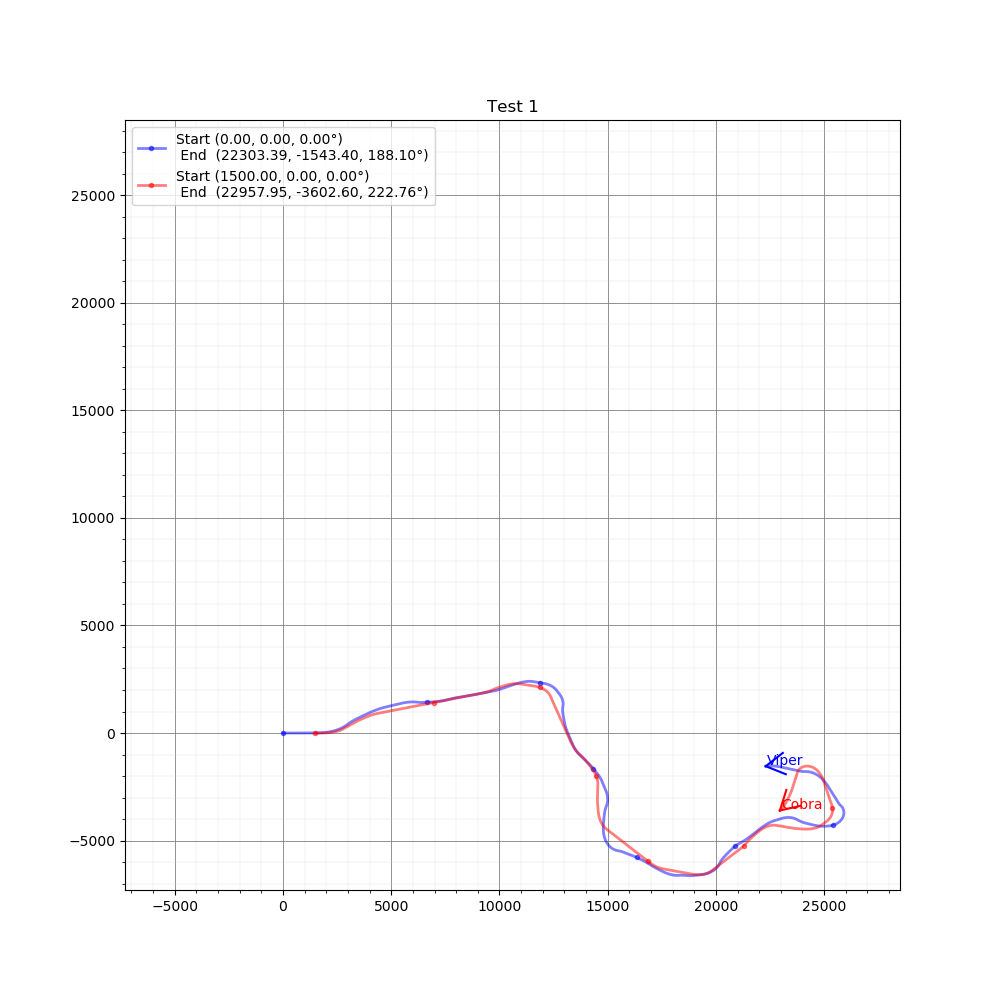 Test 1
Start (0.00, 0.00, 0.00°)
End (22303.39, -1543.40, 188.10°)
Start (1500.00, 0.00, 0.00°)
End (22957.95, -3602.60, 222.76°)
25000
20000
15000
10000
5000
0
−5000
Viper
Cobra
−5000 0 5000 10000 15000 20000 25000